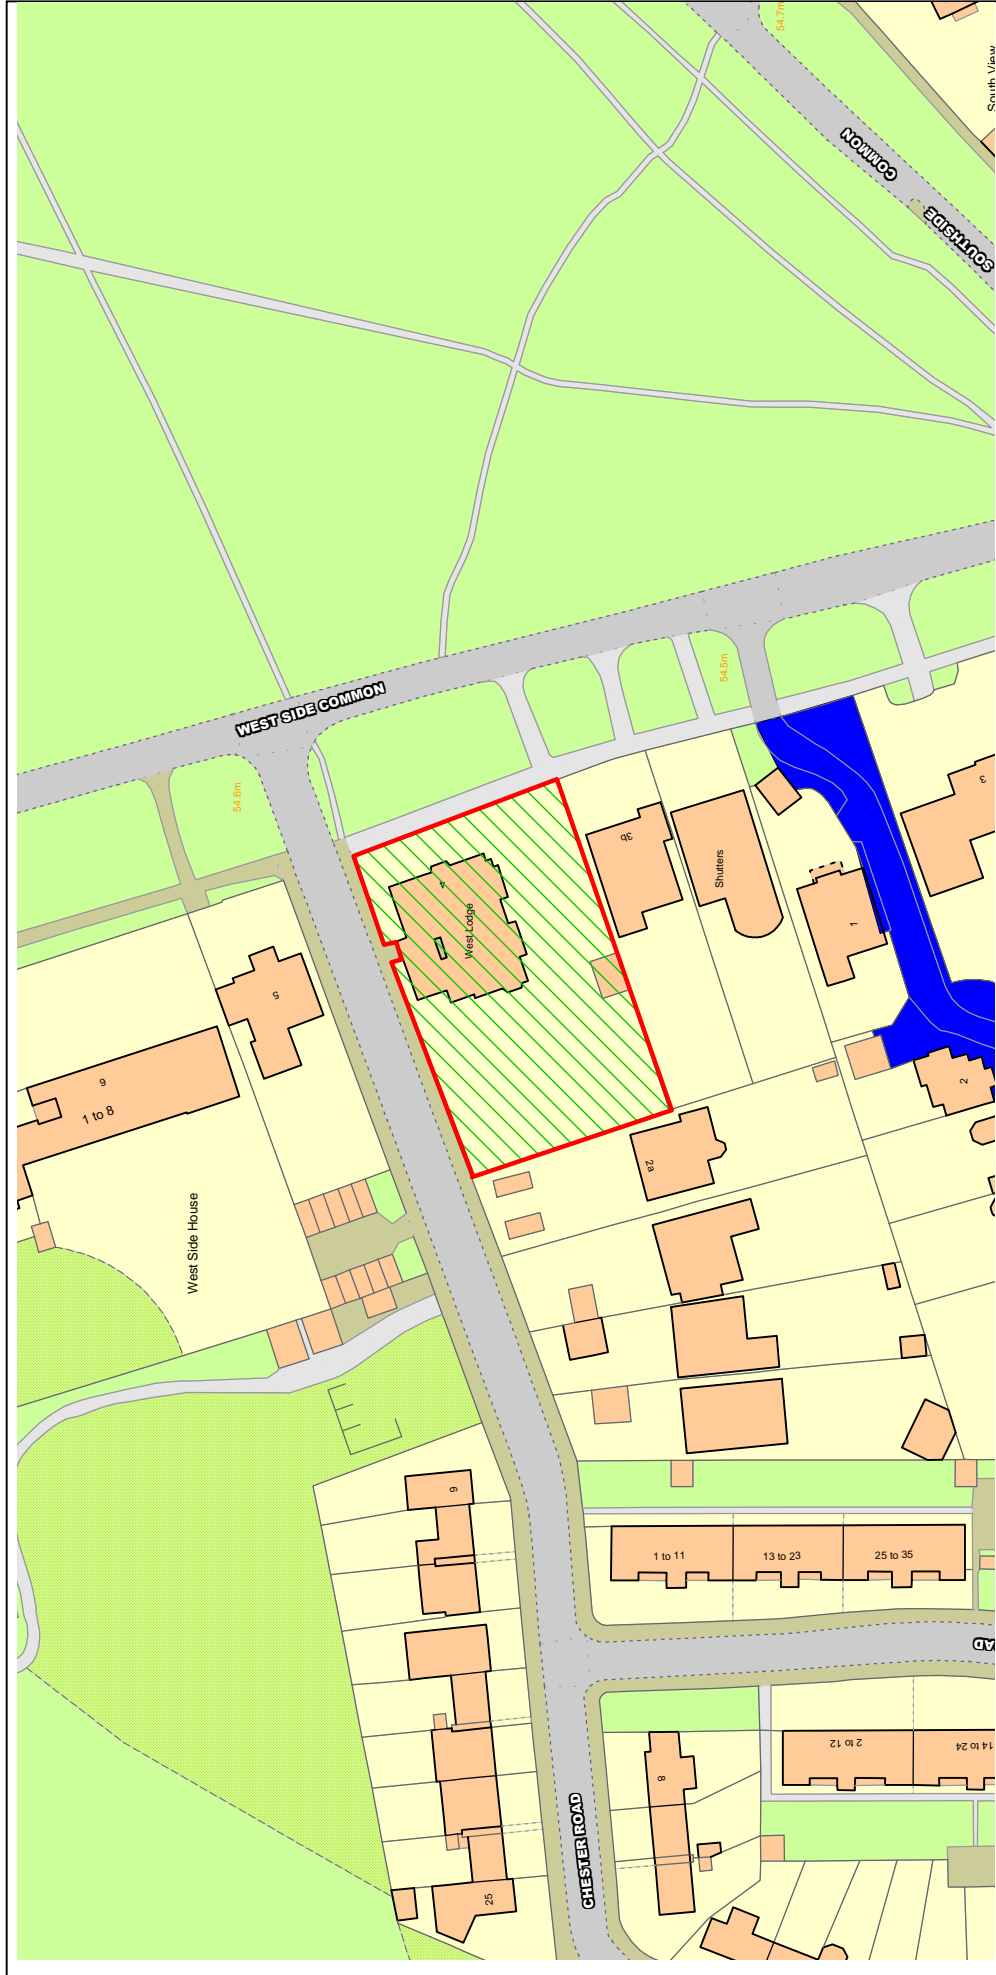 54.7m
South View
COMMON
SOUTHSIDE
WEST SIDE COMMON
54.5m
54.6m
3
3b
Shutters
4
West Lodge
1
5
9
1 to 8
2
2a
West Side House
9
1 to 11
13 to 23
25 to 35
OAD
2 to 12
14 to 24
8
CHESTER ROAD
25